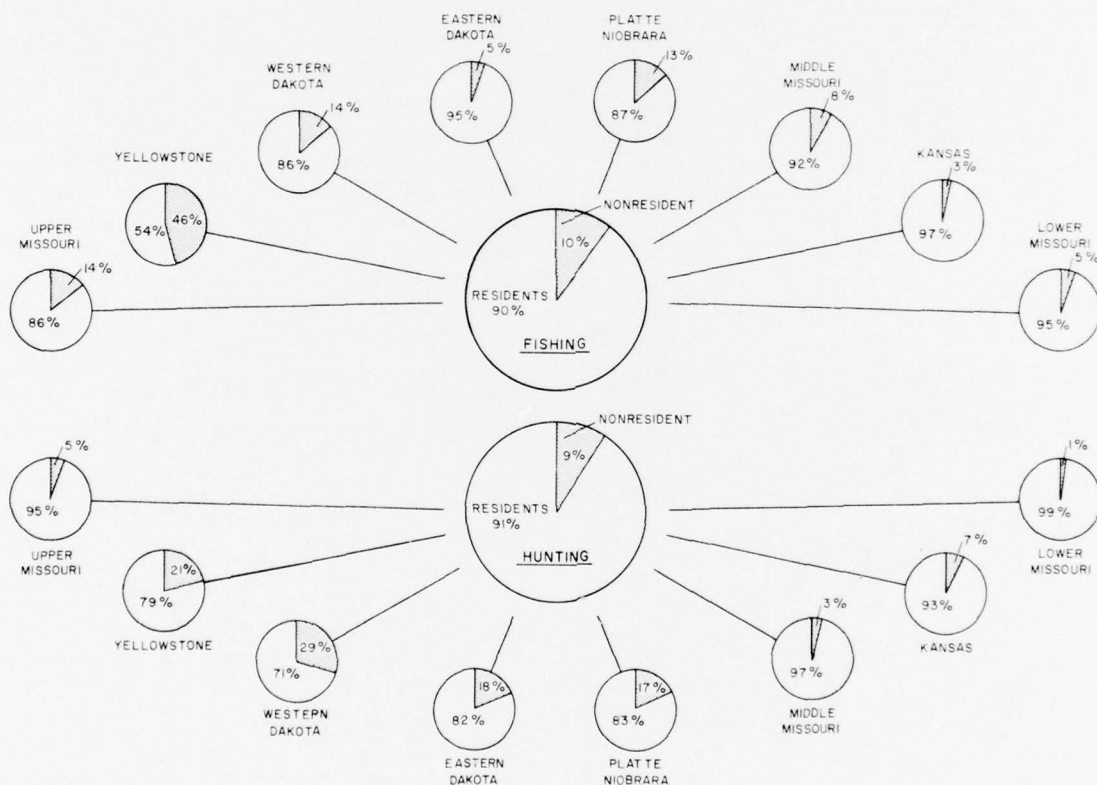 EASTERN
DAKOTA
5%
95%
PLATTE
NIOBRARA
13%
87%
WESTERN
DAKOTA
14%
86%
MIDDLE
MISSOURI
8%
92%
YELLOWSTONE
46%
54%
KANSAS
3%
97%
UPPER
MISSOURI
14%
86%
LOWER
MISSOURI
5%
95%
NONRESIDENT
10%
RESIDENTS
90%
FISHING
NONRESIDENT
9%
RESIDENTS
91%
HUNTING
5%
95%
UPPER
MISSOURI
1%
99%
LOWER
MISSOURI
21%
79%
YELLOWSTONE
7%
93%
KANSAS
29%
71%
WESTERN
DAKOTA
3%
97%
MIDDLE
MISSOURI
18%
82%
EASTERN
DAKOTA
17%
83%
PLATTE
NIOBRARA